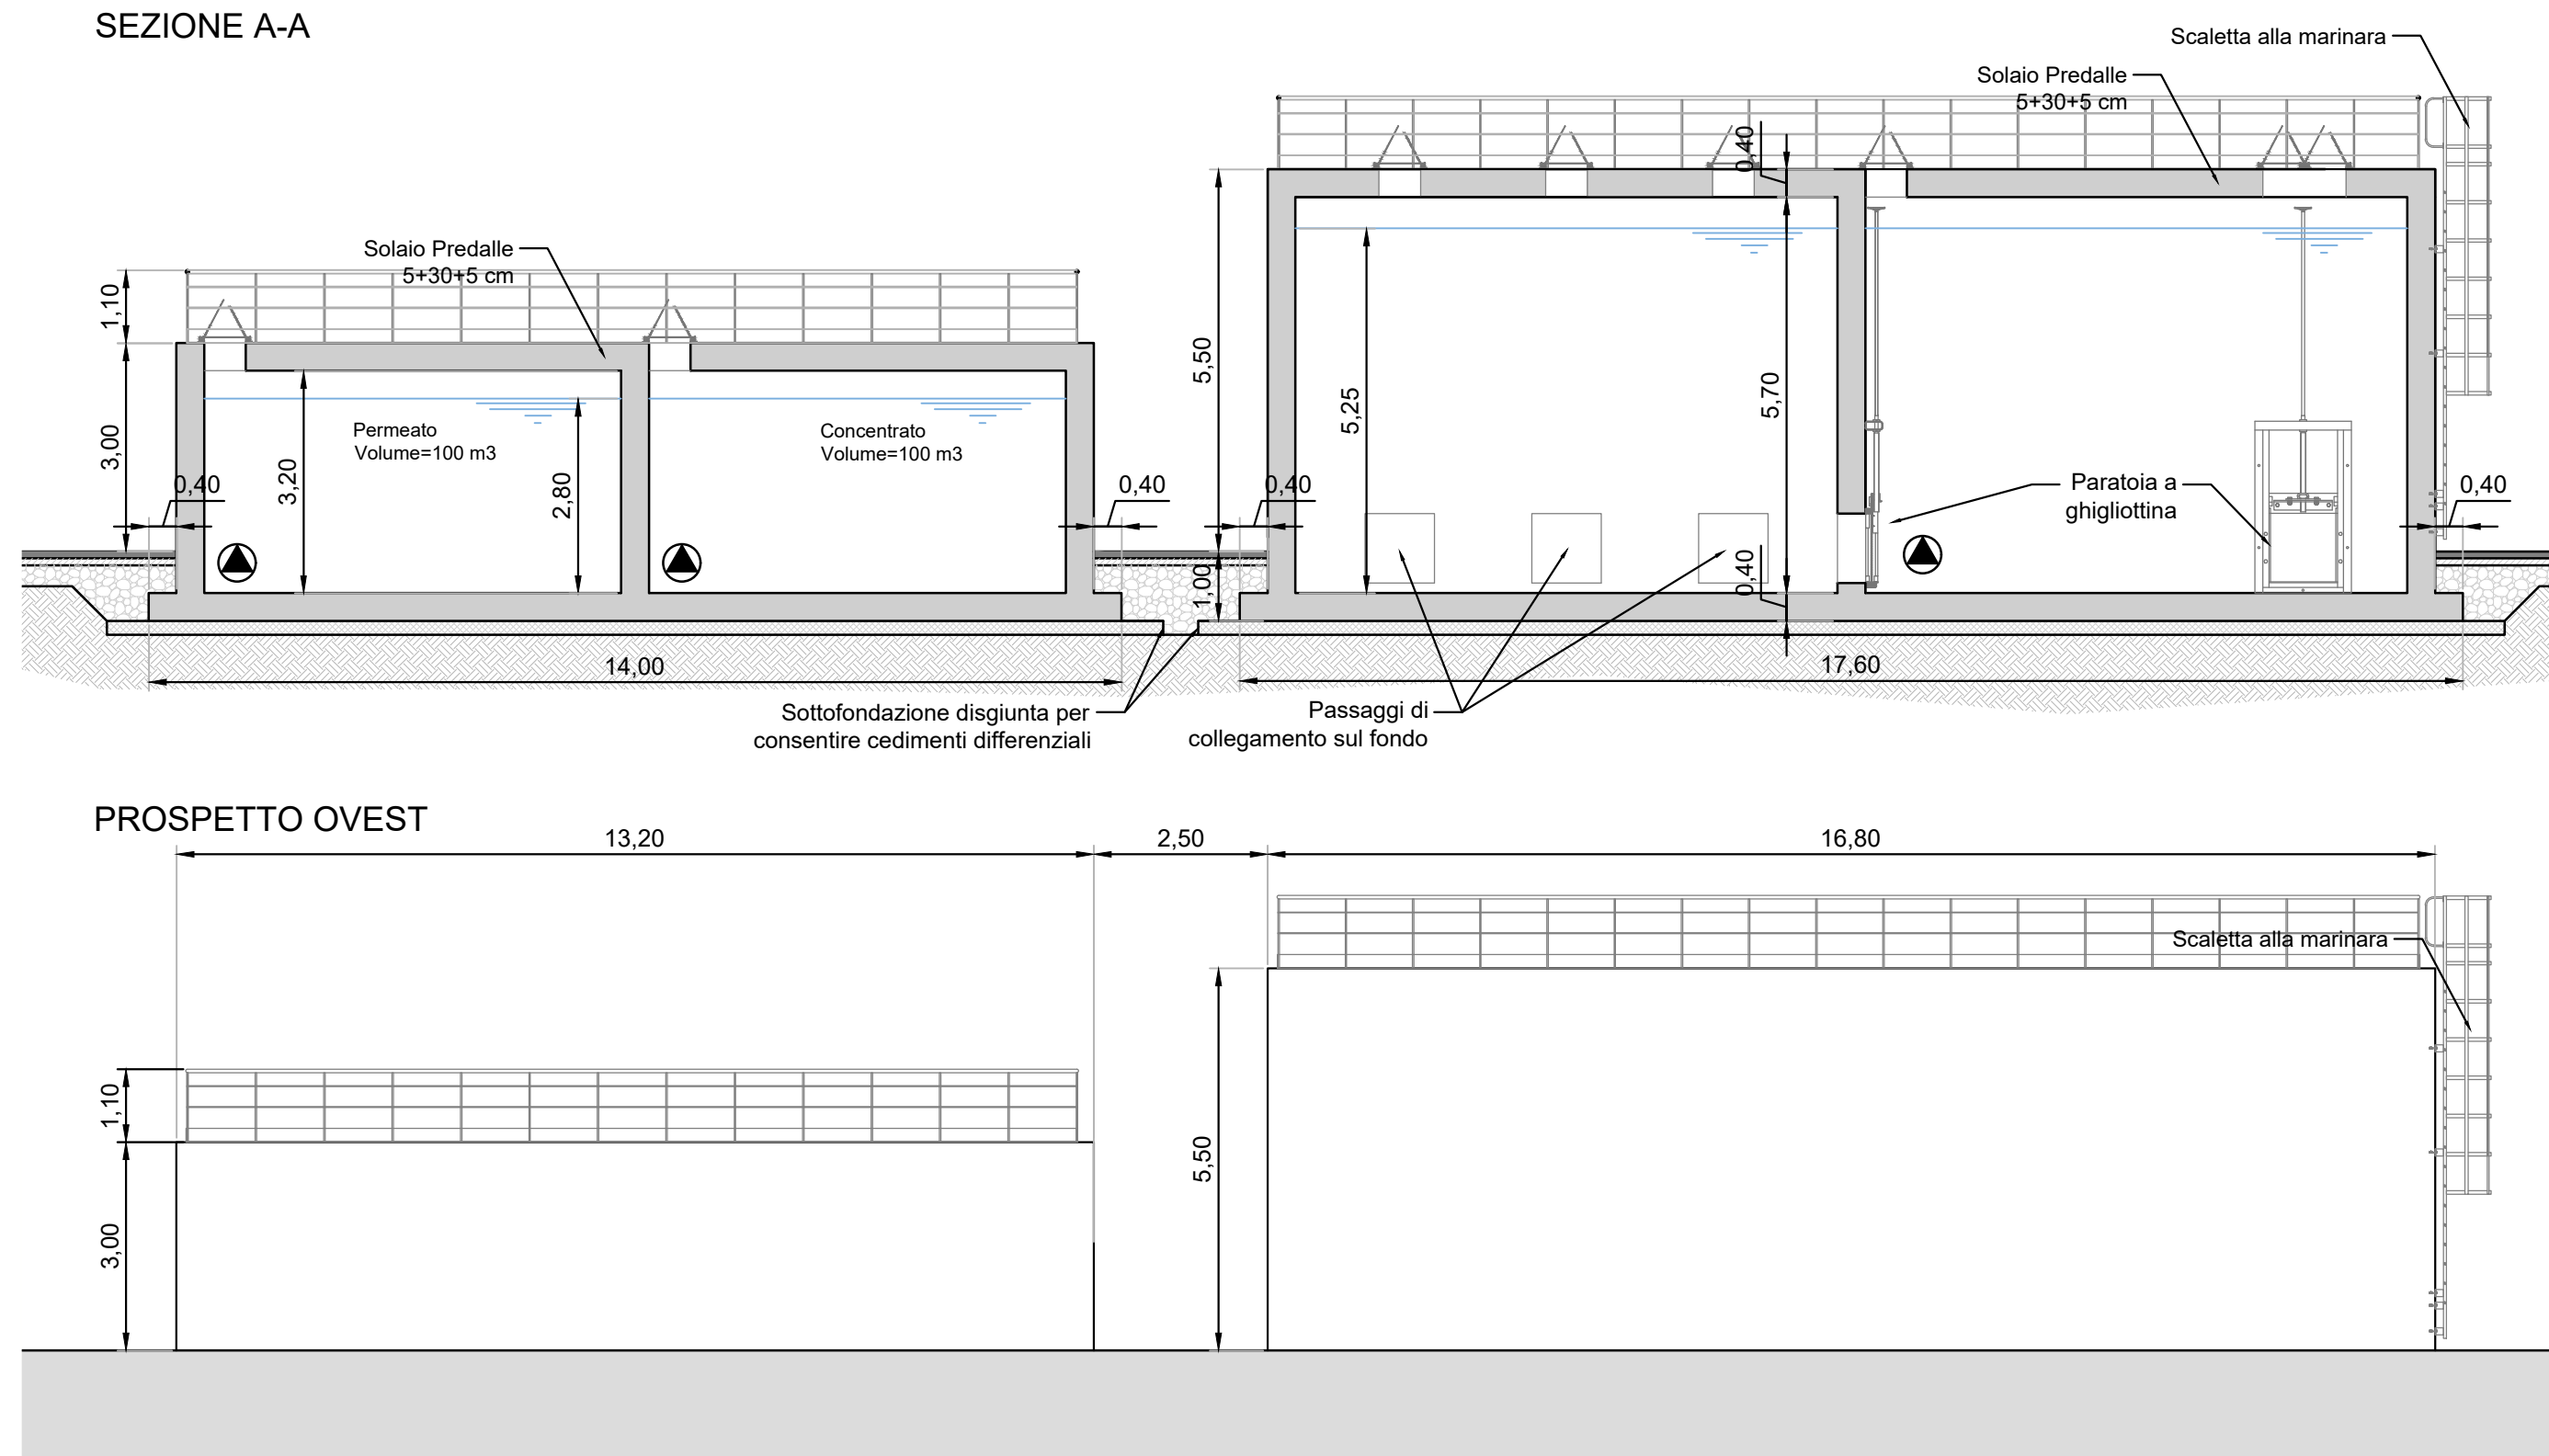 SEZIONE A-A
Scaletta alla marinara
Solaio Predalle
5+30+5 cm
0,40
Solaio Predalle
5+30+5 cm
1,10
3,00
5,50
5,25
5,70
Permeato
Volume=100 m3
Concentrato
Volume=100 m3
3,20
2,80
0,40
0,40
0,40
Paratoia a
ghigliottina
0,40
1,00
0,40
14,00
17,60
Sottofondazione disgiunta per
consentire cedimenti differenziali
Passaggi di
collegamento sul fondo
PROSPETTO OVEST
13,20
2,50
16,80
Scaletta alla marinara
1,10
3,00
5,50